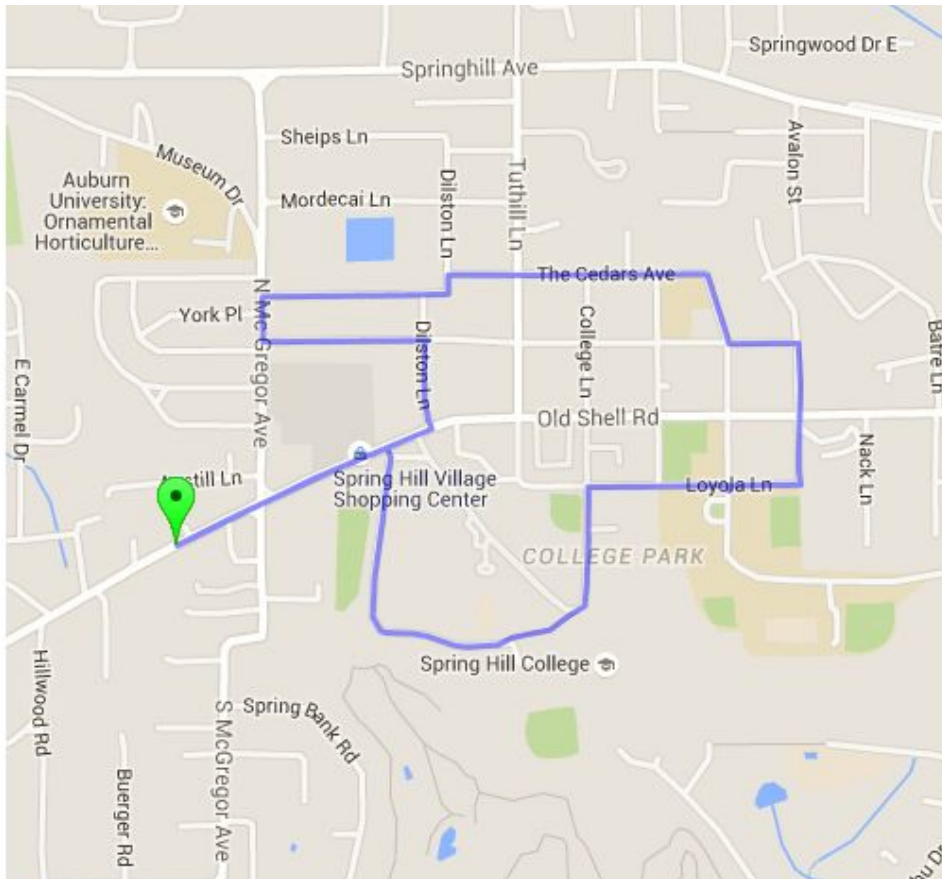 Springwood Dr E
Springhill Ave
Sheips Ln
Avalon St
Museum Dr
Auburn
University:
Ornamental
Horticulture...
Mordecai Ln
Dilston Ln
Tuthill Ln
The Cedars Ave
York Pl
N Mc Gregor Ave
Dilston Ln
College Ln
Batre Ln
E Carmel Dr
Old Shell Rd
Nack Ln
Spring Hill Village
Shopping Center
Ln
Loyola Ln
COLLEGE PARK
Spring Hill College
Hillwood Rd
S McGregor Ave
Spring Bank Rd
Buerger Rd